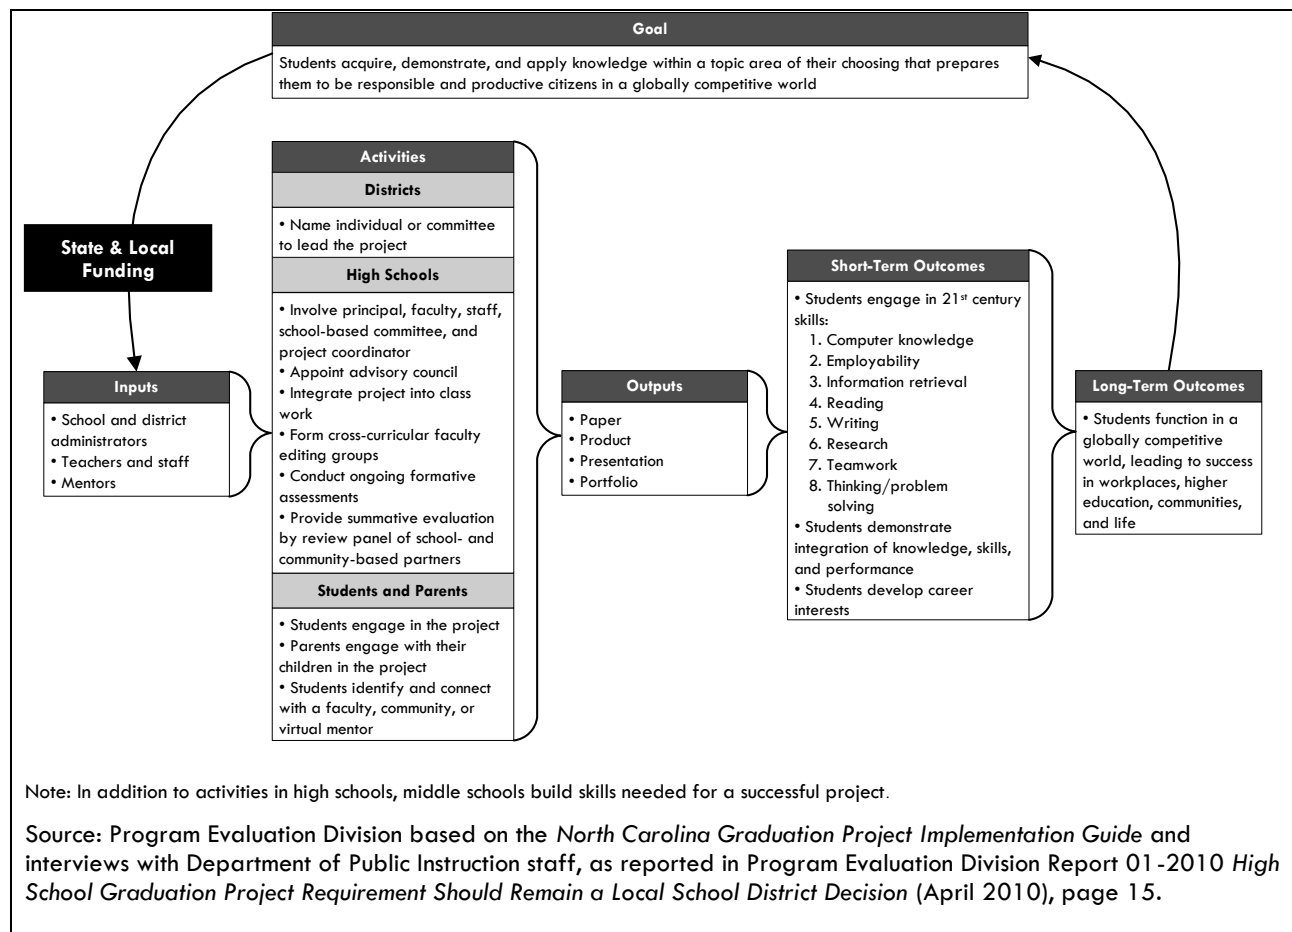 Goal
Students acquire, demonstrate, and apply knowledge within a topic area of their choosing that prepares
them to be responsible and productive citizens in a globally competitive world
State & Local
Funding
Inputs
• School and district
administrators
• Teachers and staff
• Mentors
Activities
Districts
• Name individual or committee
to lead the project
High Schools
• Involve principal, faculty, staff,
school-based committee, and
project coordinator
• Appoint advisory council
• Integrate project into class
work
• Form cross-curricular faculty
editing groups
• Conduct ongoing formative
assessments
• Provide summative evaluation
by review panel of school- and
community-based partners
Students and Parents
• Students engage in the project
• Parents engage with their
children in the project
• Students identify and connect
with a faculty, community, or
virtual mentor
Outputs
• Paper
• Product
• Presentation
• Portfolio
Short-Term Outcomes
• Students engage in 21st century
skills:
1. Computer knowledge
2. Employability
3. Information retrieval
4. Reading
5. Writing
6. Research
7. Teamwork
8. Thinking/problem
solving
• Students demonstrate
integration of knowledge, skills,
and performance
• Students develop career
interests
Long-Term Outcomes
• Students function in a
globally competitive
world, leading to success
in workplaces, higher
education, communities,
and life
Note: In addition to activities in high schools, middle schools build skills needed for a successful project.
Source: Program Evaluation Division based on the North Carolina Graduation Project Implementation Guide and
interviews with Department of Public Instruction staff, as reported in Program Evaluation Division Report 01-2010 High
School Graduation Project Requirement Should Remain a Local School District Decision (April 2010), page 15.